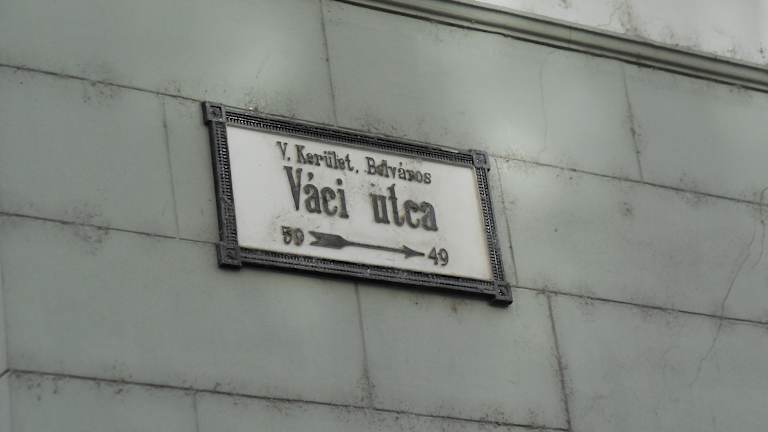 V. Kerület, Belváros
Váci utca
59 49